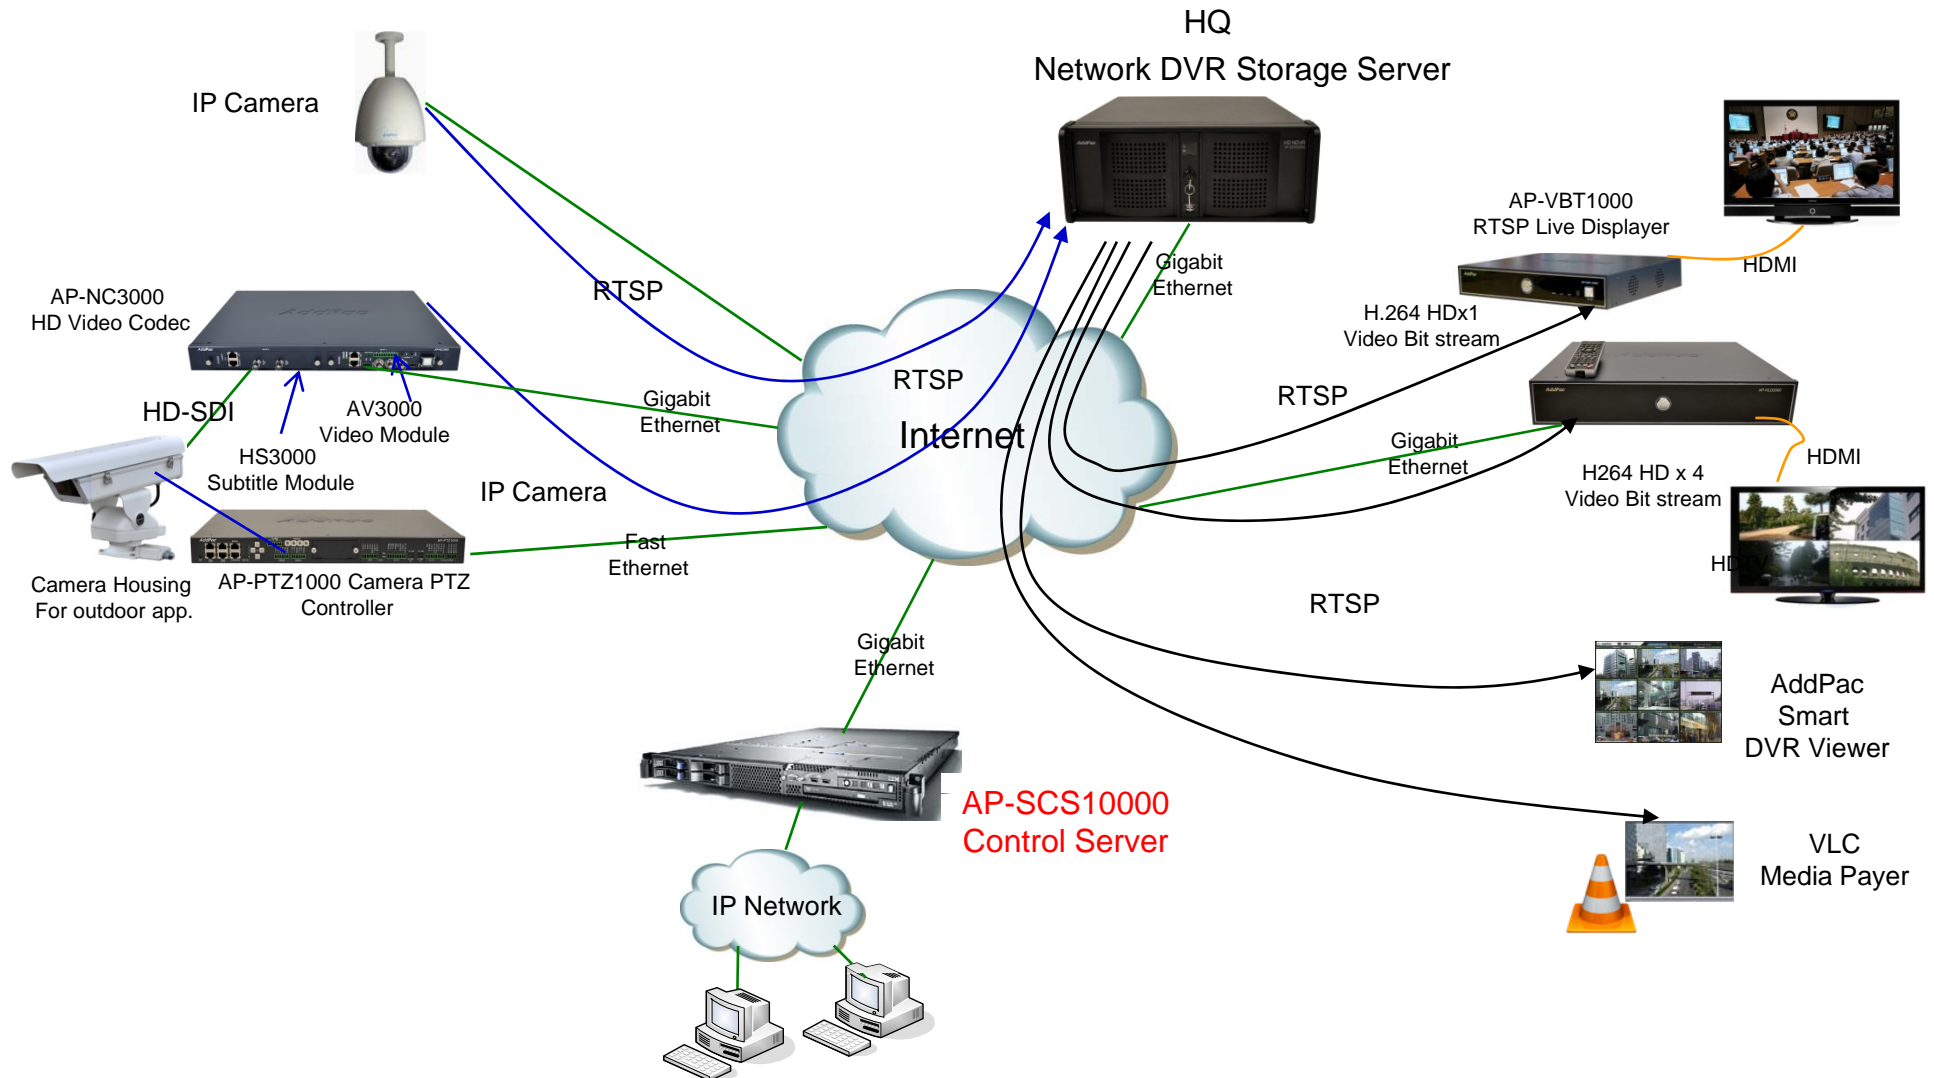 HQ
Network DVR Storage Server
IP Camera
AP-VBT1000
RTSP Live Displayer
HDMI
Gigabit
Ethernet
RTSP
AP-NC3000
HD Video Codec
AddPac
H.264 HDx1
Video Bit stream
RTSP
RTSP
HD-SDI
AV3000
Video Module
Gigabit
Ethernet
Internet
Gigabit
Ethernet
AddPac
HDMI
HS3000
Subtitle Module
IP Camera
H264 HD x 4
Video Bit stream
AddPac
Fast
Ethernet
HDTV
Camera Housing
For outdoor app.
AP-PTZ1000 Camera PTZ
Controller
RTSP
Gigabit
Ethernet
AddPac
Smart
DVR Viewer
AP-SCS10000
Control Server
VLC
Media Payer
IP Network